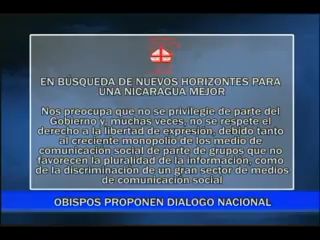 EN BUSQUEDA DE NUEVOS HORIZONTES PARA
UNA NICARAGUA MEJOR
Nos preocupa que no se privilegie de parte del
Gobierno y, muchas veces, no se respete el
derecho a la libertad de expresión, debido tanto
al creciente monopolio de los medio de
comunicación social de parte de grupos que no
favorecen la pluralidad de la información, como
de la discriminación de un gran sector de medios
de comunicación social
OBISPOS PROPONEN DIALOGO NACIONAL